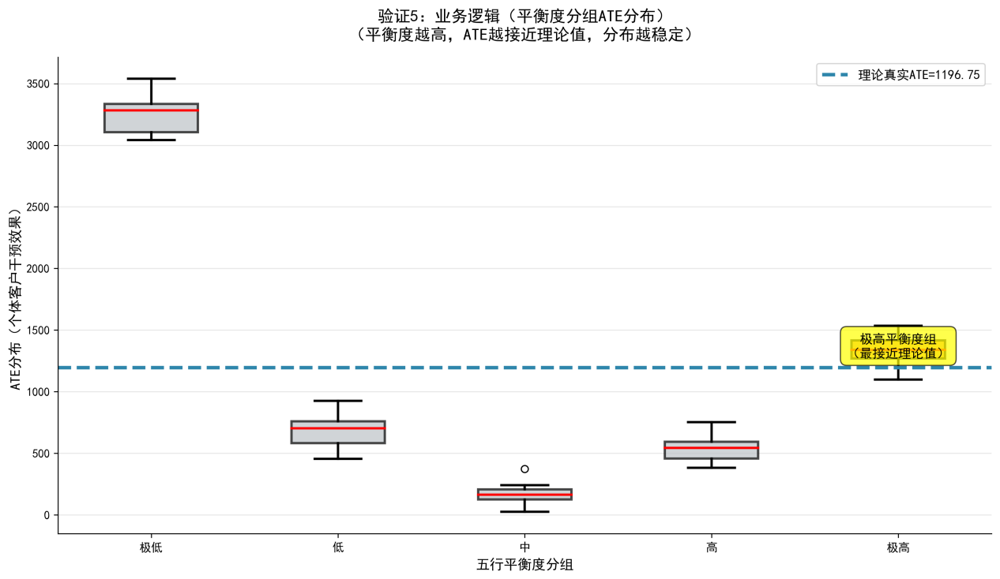 验证5：业务逻辑（平衡度分组ATE分布）
（平衡度越高，ATE越接近理论值，分布越稳定）
理论真实ATE=1196.75
ATE分布（个体客户干预效果）
3500
3000
2500
2000
1500
1000
500
0
极高平衡度组
（最接近理论值）
极低
低
中
高
极高
五行平衡度分组